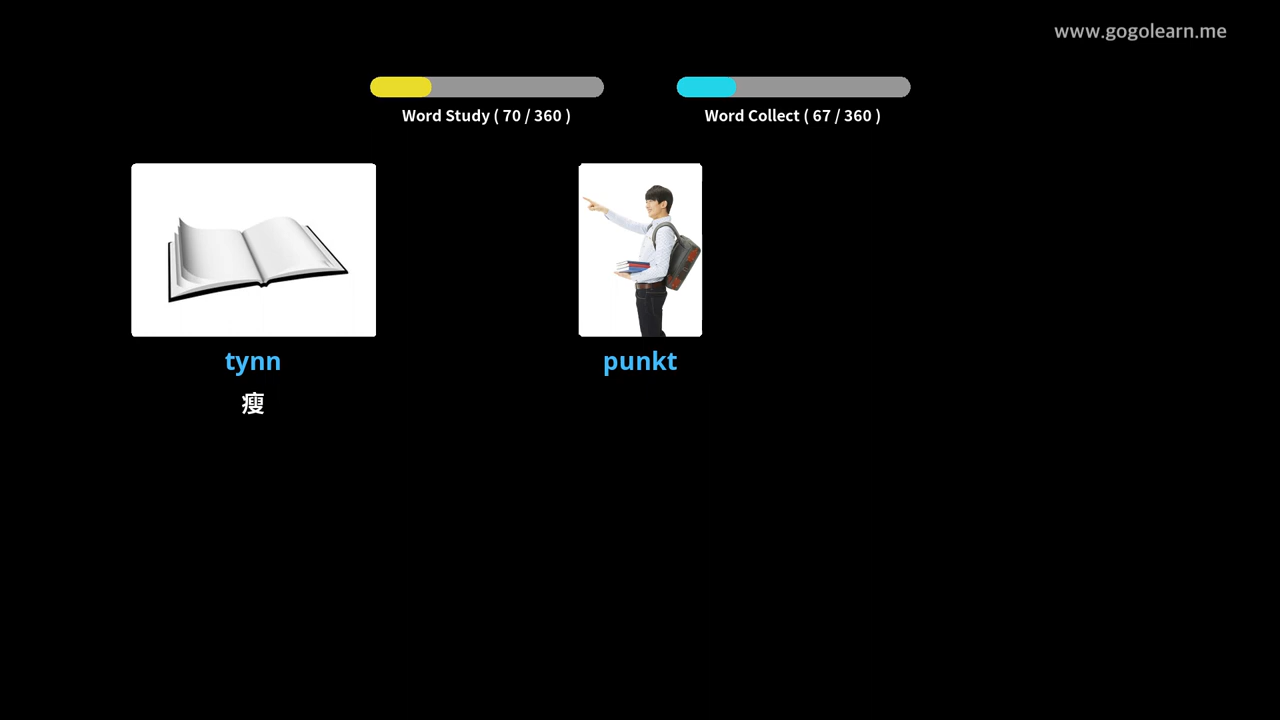 www.gogolearn.me
Word Study ( 70 / 360 )
Word Collect ( 67 / 360 )
tynn
punkt
瘦